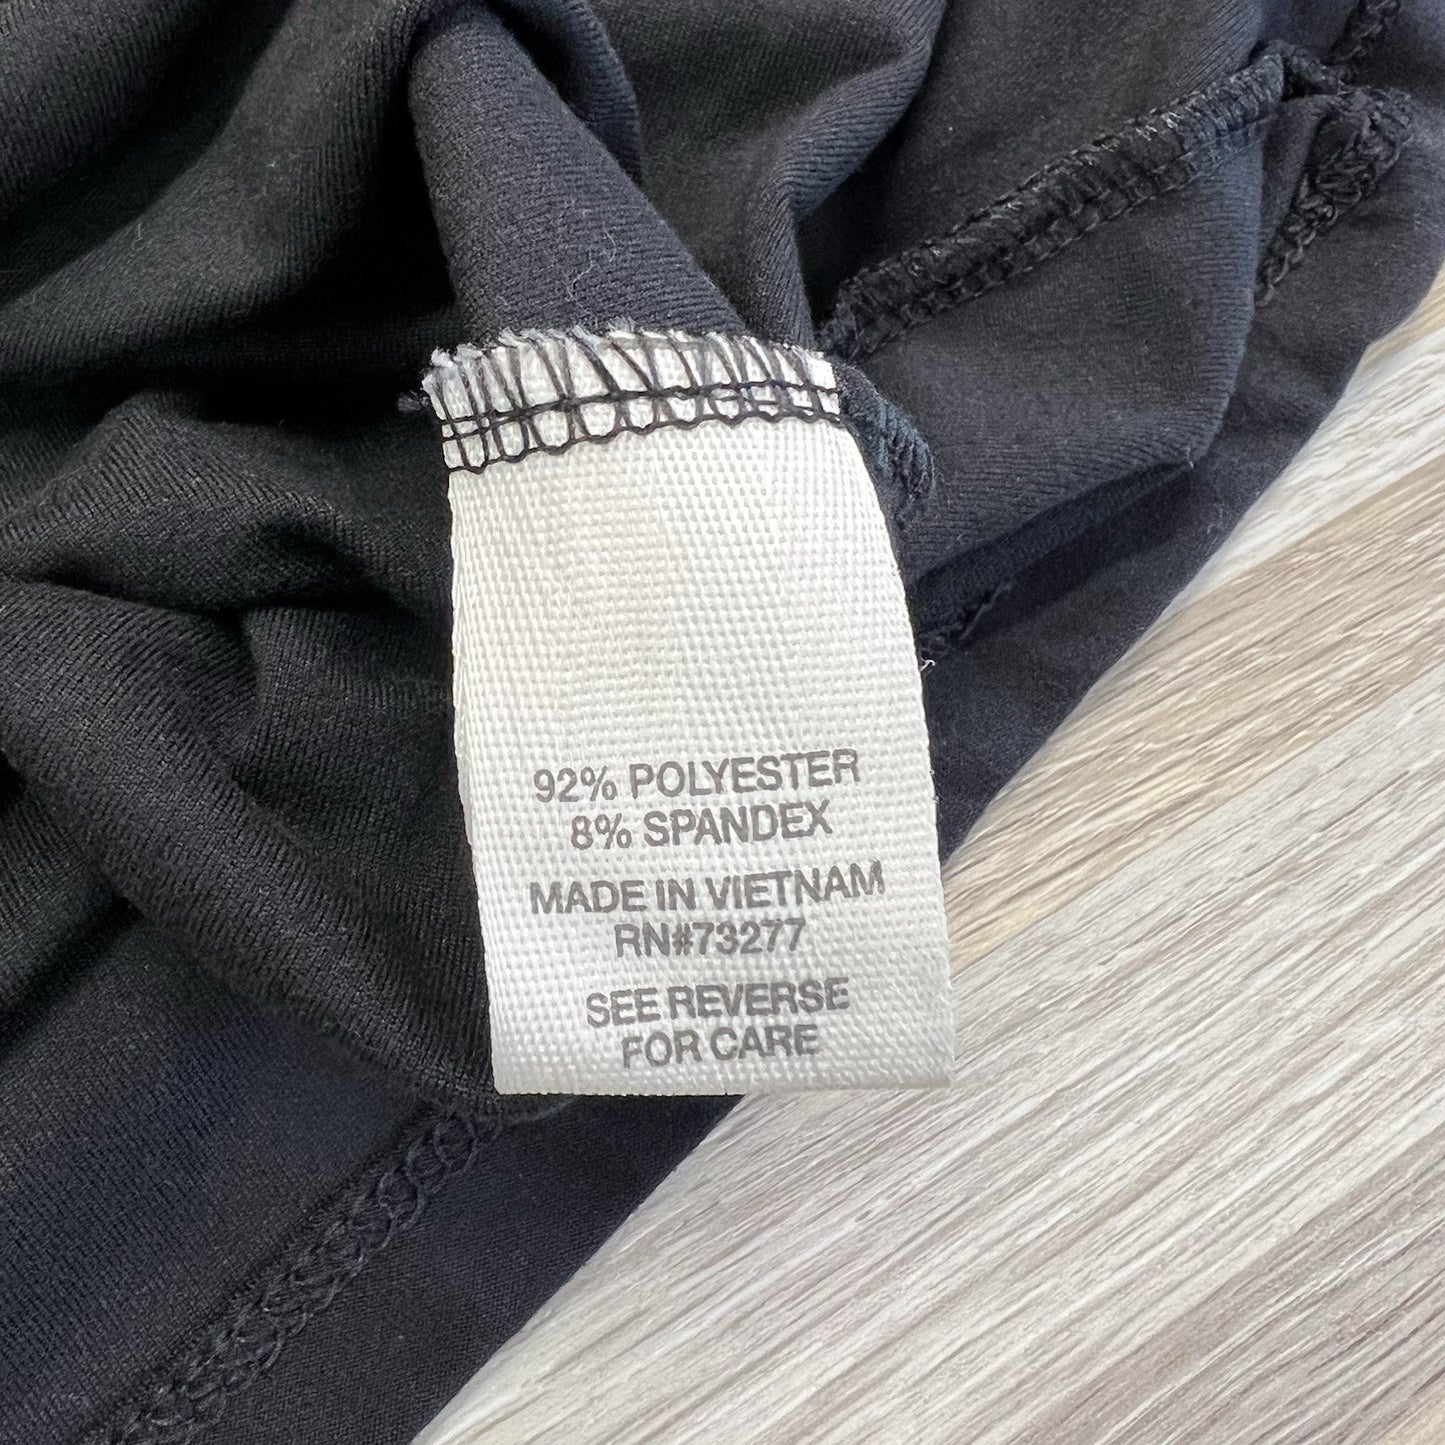 92% POLYESTER
8% SPANDEX
MADE IN VIETNAM
RN#73277
SEE REVERSE
FOR CARE